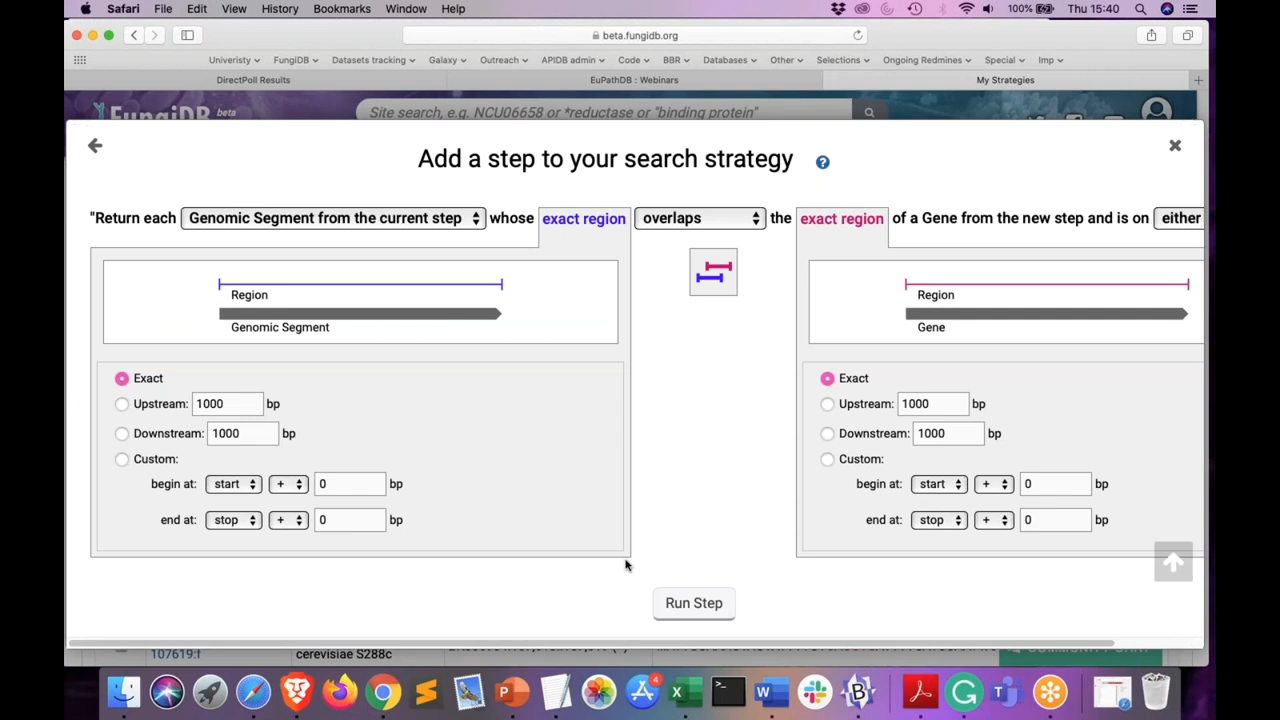 Safari File Edit View History Bookmarks Window Help 100% Thu 15:40
beta.fungidb.org
Univeristy FungiDB Datasets tracking Galaxy Outreach APIDB admin Code BBR Databases Other Selections Ongoing Redmines Special Imp
DirectPoll Results EuPathDB : Webinars My Strategies
FungiDB beta Site search, e.g. NCU06658 or *reductase or "binding protein"
Add a step to your search strategy ?
"Return each Genomic Segment from the current step whose exact region overlaps the exact region of a Gene from the new step and is on either
Region Region
Genomic Segment Gene
Exact Exact
Upstream: 1000 bp Upstream: 1000 bp
Downstream: 1000 bp Downstream: 1000 bp
Custom: Custom:
begin at: start + 0 bp begin at: start + 0 bp
end at: stop + 0 bp end at: stop + 0 bp
Run Step
107619:f cerevisiae S288c
4